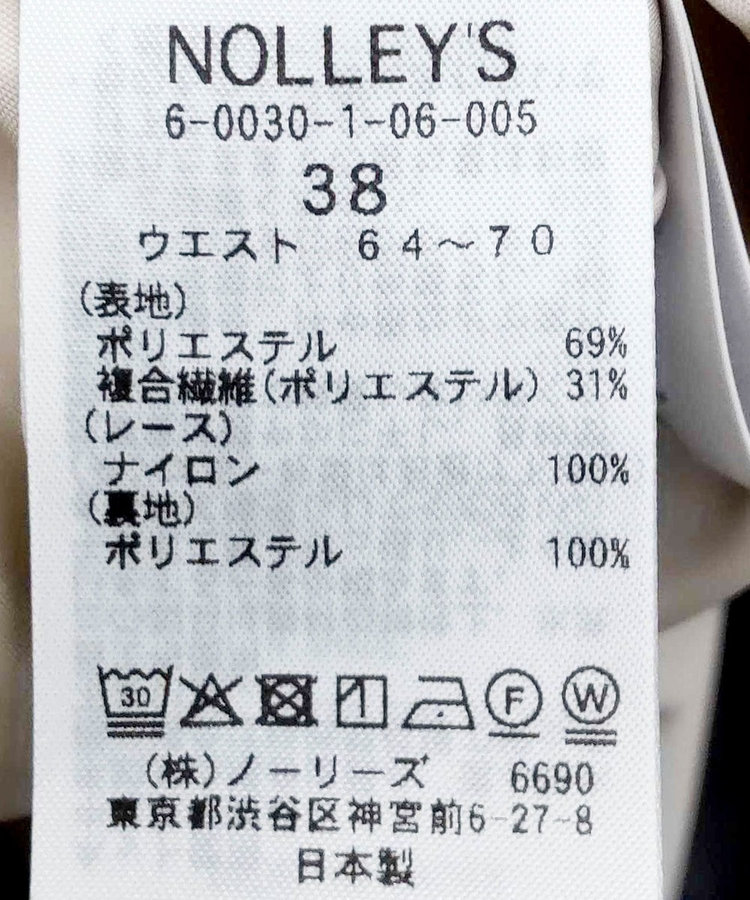 NOLLEY'S
6-0030-1-06-005
38
ウエスト 64～70
(表地)
ポリエステル 69%
複合繊維(ポリエステル) 31%
(レース)
ナイロン 100%
(裏地)
ポリエステル 100%
30 F W
(株)ノーリーズ 6690
東京都渋谷区神宮前6-27-8
日本製